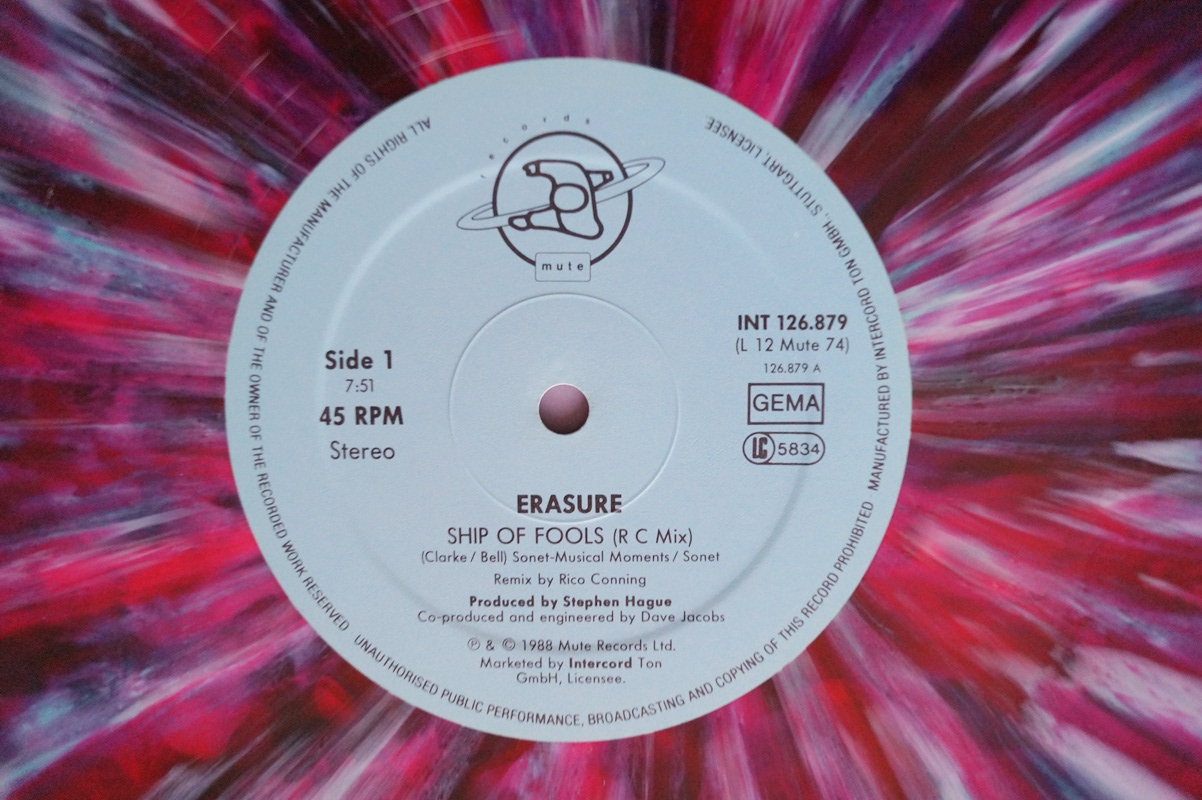 records
mute
INT 126.879
(L 12 Mute 74)
126.879 A
GEMA
LC 5834
Side 1
7:51
45 RPM
Stereo
ERASURE
SHIP OF FOOLS (R C Mix)
(Clarke / Bell) Sonet-Musical Moments / Sonet
Remix by Rico Conning
Produced by Stephen Hague
Co-produced and engineered by Dave Jacobs
℗ & © 1988 Mute Records Ltd.
Marketed by Intercord Ton
GmbH, Licensee.
ALL RIGHTS OF THE MANUFACTURER AND OF THE OWNER OF THE RECORDED WORK RESERVED UNAUTHORISED PUBLIC PERFORMANCE, BROADCASTING AND COPYING OF THIS RECORD PROHIBITED MANUFACTURED BY INTERCORD TON GMBH, STUTTGART, LICENSEE